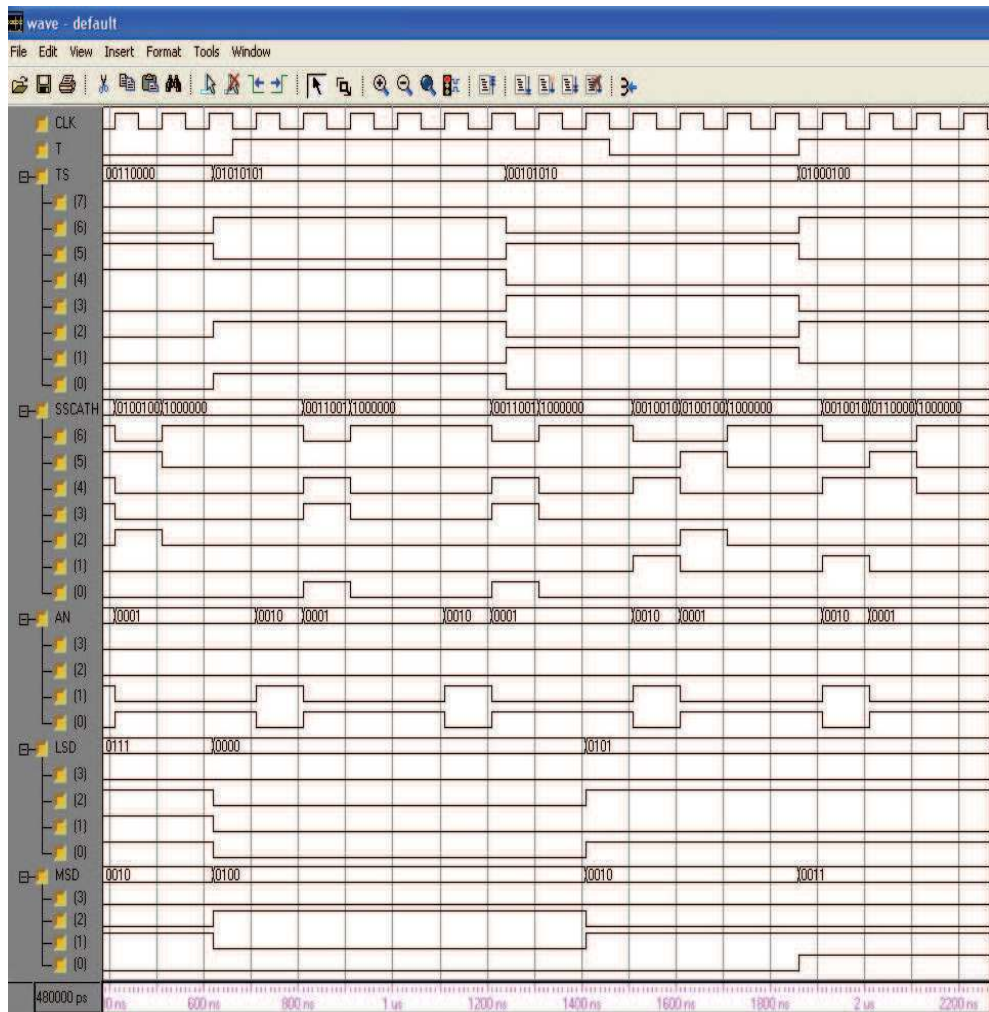 wave - default
File Edit View Insert Format Tools Window
CLK
T
TS 00110000 01010101 00101010 01000100
(7)
(6)
(5)
(4)
(3)
(2)
(1)
(0)
SSCATH 0100100 1000000 0011001 1000000 0011001 1000000 0010010 0100100 1000000 0010010 0110000 1000000
(6)
(5)
(4)
(3)
(2)
(1)
(0)
AN 0001 0010 0001 0010 0001 0010 0001 0010 0001
(3)
(2)
(1)
(0)
LSD 0111 0000 0101
(3)
(2)
(1)
(0)
MSD 0010 0100 0010 0011
(3)
(2)
(1)
(0)
480000 ps 600 ns 800 ns 1 us 1200 ns 1400 ns 1600 ns 1800 ns 2 us 2200 ns